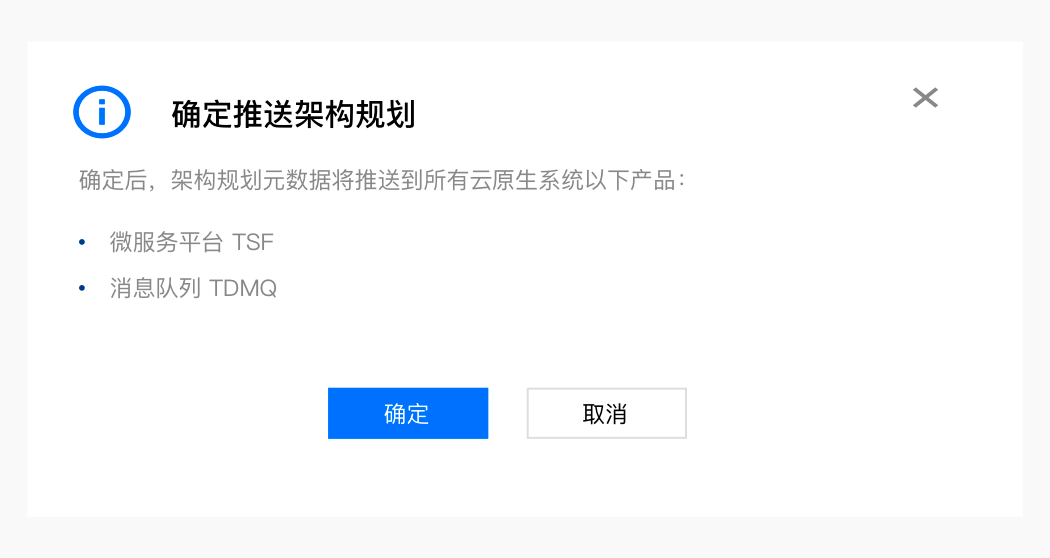 确定推送架构规划
确定后，架构规划元数据将推送到所有云原生系统以下产品：
• 微服务平台 TSF
• 消息队列 TDMQ
确定
取消